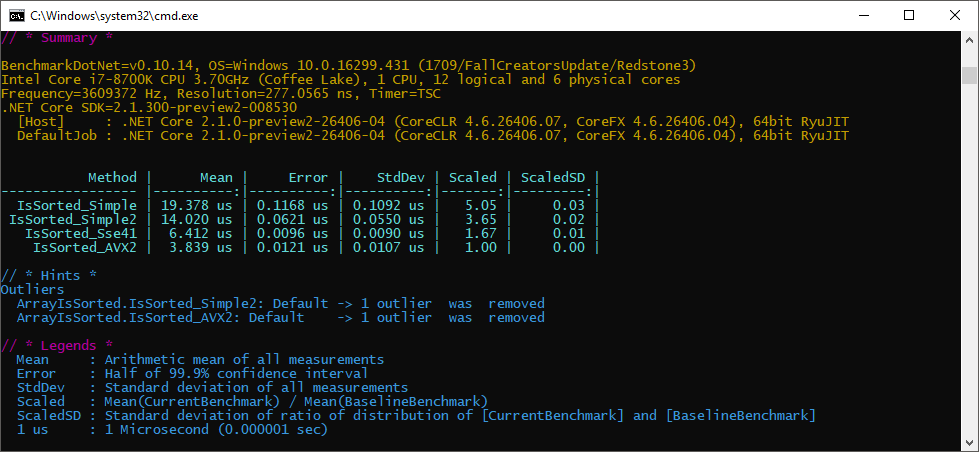 C:\Windows\system32\cmd.exe
// * Summary *
BenchmarkDotNet=v0.10.14, OS=Windows 10.0.16299.431 (1709/FallCreatorsUpdate/Redstone3)
Intel Core i7-8700K CPU 3.70GHz (Coffee Lake), 1 CPU, 12 logical and 6 physical cores
Frequency=3609372 Hz, Resolution=277.0565 ns, Timer=TSC
.NET Core SDK=2.1.300-preview2-008530
  [Host]     : .NET Core 2.1.0-preview2-26406-04 (CoreCLR 4.6.26406.07, CoreFX 4.6.26406.04), 64bit RyuJIT
  DefaultJob : .NET Core 2.1.0-preview2-26406-04 (CoreCLR 4.6.26406.07, CoreFX 4.6.26406.04), 64bit RyuJIT
           Method |      Mean |     Error |    StdDev | Scaled | ScaledSD |
----------------- |----------:|----------:|----------:|-------:|---------:|
  IsSorted_Simple | 19.378 us | 0.1168 us | 0.1092 us |   5.05 |     0.03 |
 IsSorted_Simple2 | 14.020 us | 0.0621 us | 0.0550 us |   3.65 |     0.02 |
   IsSorted_Sse41 |  6.412 us | 0.0096 us | 0.0090 us |   1.67 |     0.01 |
    IsSorted_AVX2 |  3.839 us | 0.0121 us | 0.0107 us |   1.00 |     0.00 |
// * Hints *
Outliers
  ArrayIsSorted.IsSorted_Simple2: Default -> 1 outlier  was  removed
  ArrayIsSorted.IsSorted_AVX2: Default    -> 1 outlier  was  removed
// * Legends *
  Mean     : Arithmetic mean of all measurements
  Error    : Half of 99.9% confidence interval
  StdDev   : Standard deviation of all measurements
  Scaled   : Mean(CurrentBenchmark) / Mean(BaselineBenchmark)
  ScaledSD : Standard deviation of ratio of distribution of [CurrentBenchmark] and [BaselineBenchmark]
  1 us     : 1 Microsecond (0.000001 sec)